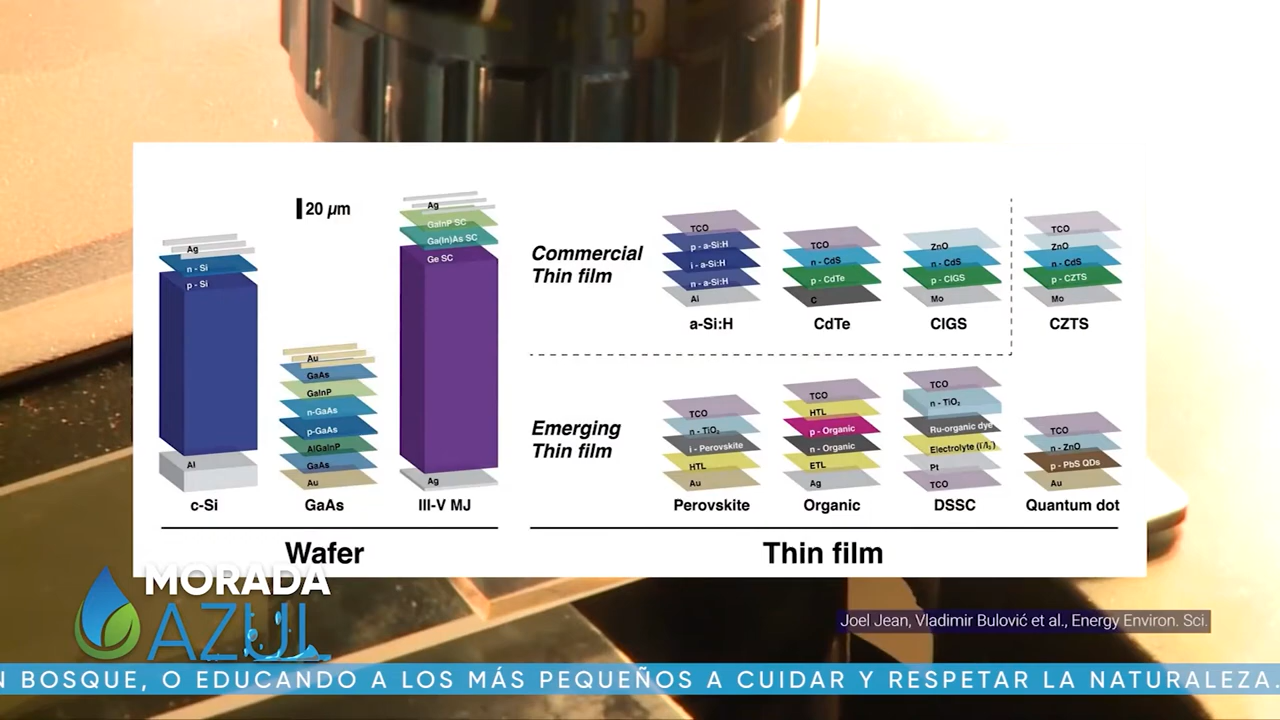 20 µm
Ag
n - Si
p - Si
Al
c-Si
Au
GaAs
GaInP
n-GaAs
p-GaAs
AlGaInP
GaAs
Au
GaAs
Ag
GaInP SC
Ga(In)As SC
Ge SC
Ag
III-V MJ
Wafer
Commercial
Thin film
TCO
p - a-Si:H
i - a-Si:H
n - a-Si:H
Al
a-Si:H
TCO
n - CdS
p - CdTe
C
CdTe
ZnO
n - CdS
p - CIGS
Mo
CIGS
TCO
ZnO
n - CdS
p - CZTS
Mo
CZTS
Emerging
Thin film
TCO
n - TiO₂
i - Perovskite
HTL
Au
Perovskite
TCO
HTL
p - Organic
n - Organic
ETL
Ag
Organic
TCO
n - TiO₂
Ru-organic dye
Electrolyte (I⁻/I₃⁻)
Pt
TCO
DSSC
TCO
n - ZnO
p - PbS QDs
Au
Quantum dot
Thin film
MORADA
AZUL
Joel Jean, Vladimir Bulović et al., Energy Environ. Sci.
N BOSQUE, O EDUCANDO A LOS MÁS PEQUEÑOS A CUIDAR Y RESPETAR LA NATURALEZA.